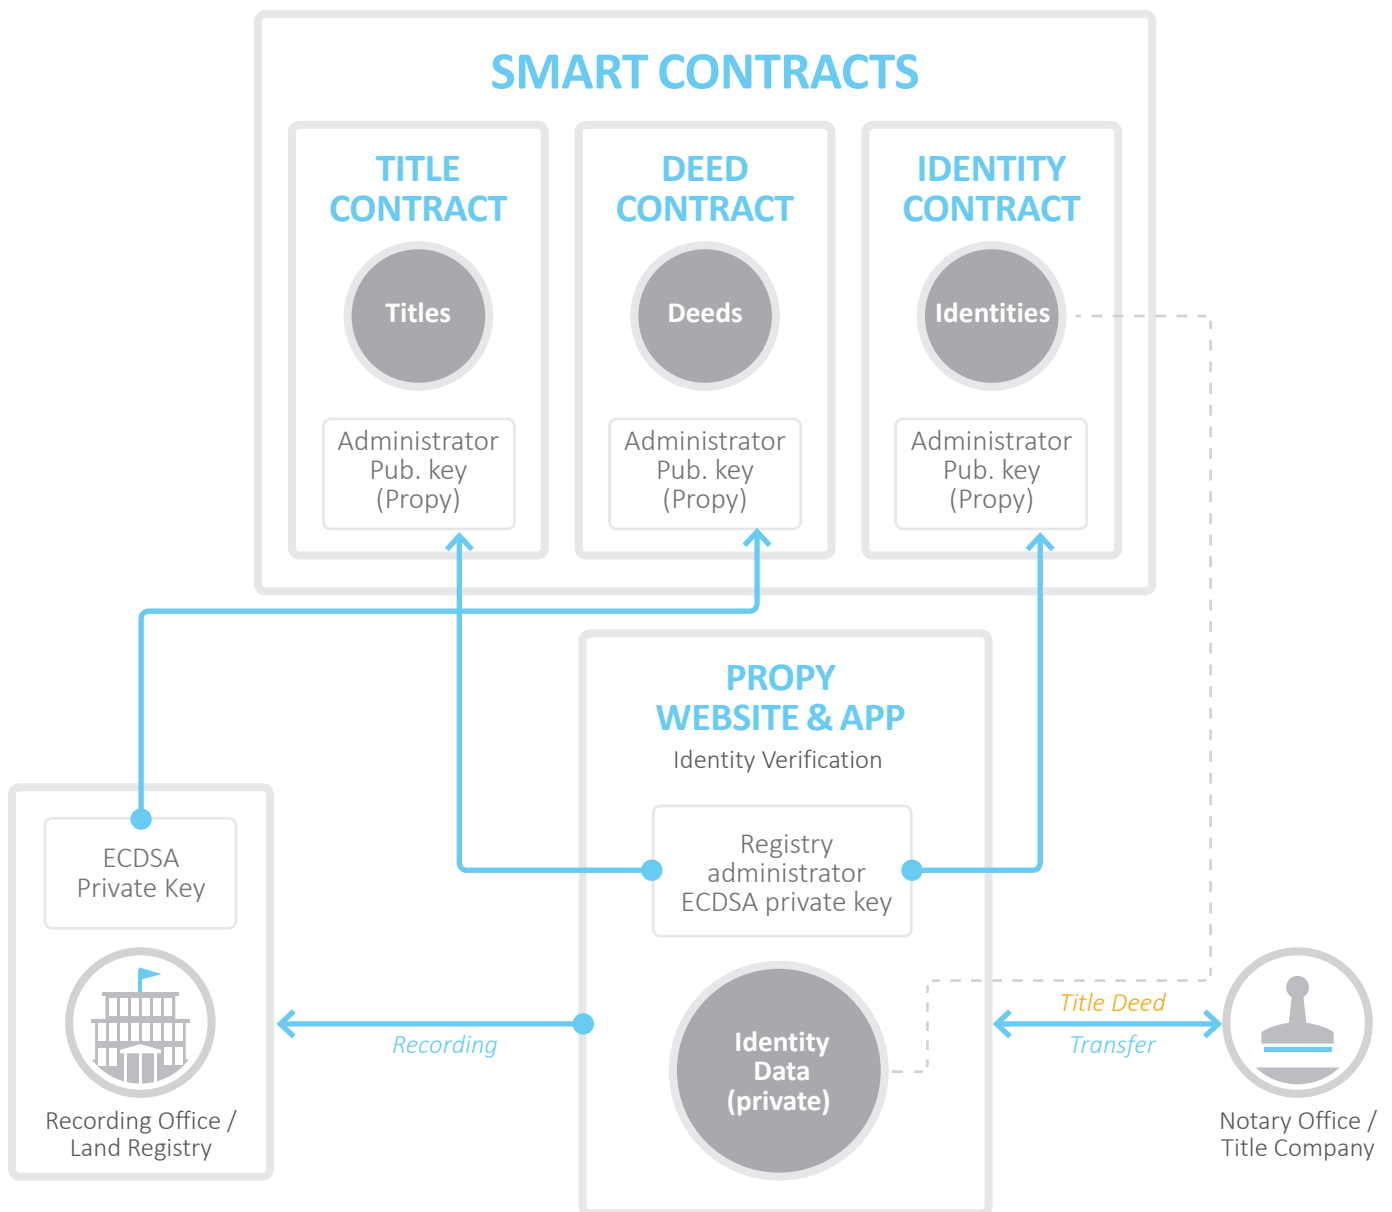 SMART CONTRACTS
TITLE
CONTRACT
Titles
Administrator
Pub. key
(Propy)
DEED
CONTRACT
Deeds
Administrator
Pub. key
(Propy)
IDENTITY
CONTRACT
Identities
Administrator
Pub. key
(Propy)
PROPY
WEBSITE & APP
Identity Verification
Registry
administrator
ECDSA private key
Identity
Data
(private)
ECDSA
Private Key
Recording Office /
Land Registry
Recording
Title Deed
Transfer
Notary Office /
Title Company